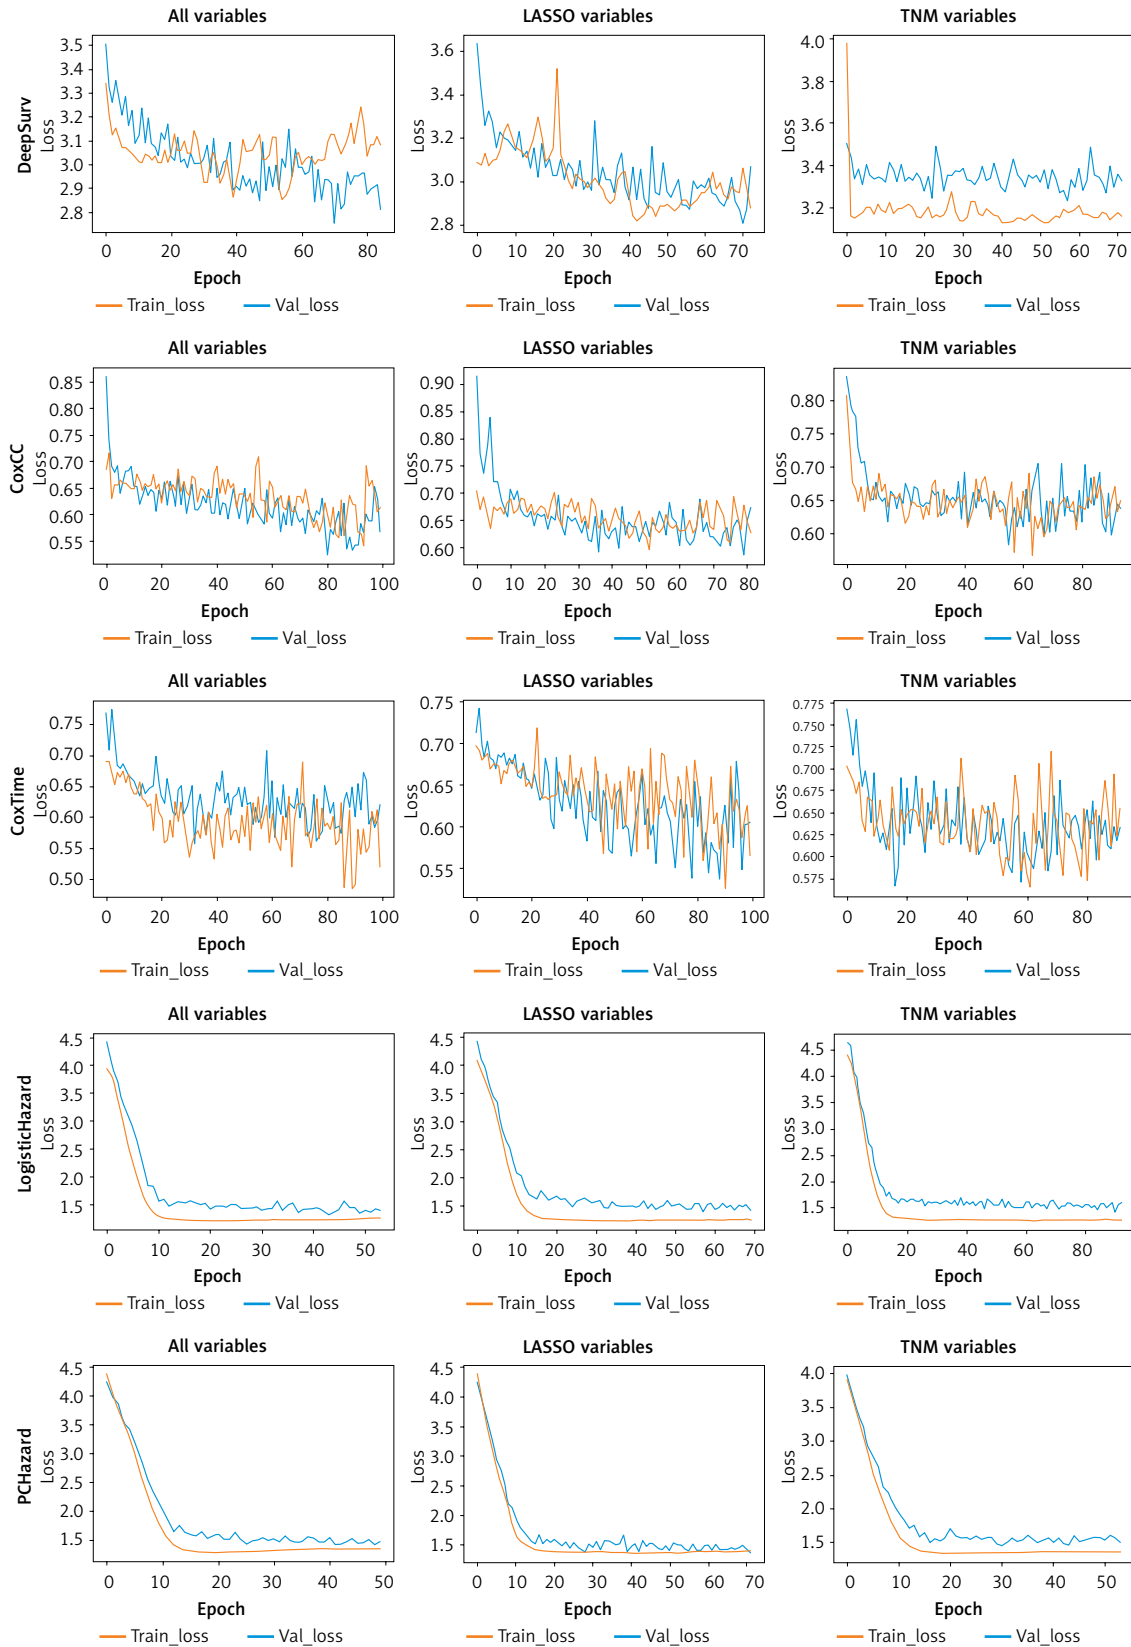 All variables
LASSO variables
TNM variables
DeepSurv
Loss
3.5
3.4
3.3
3.2
3.1
3.0
2.9
2.8
0 20 40 60 80
Epoch
Train_loss Val_loss
Loss
3.6
3.4
3.2
3.0
2.8
0 10 20 30 40 50 60 70
Epoch
Train_loss Val_loss
Loss
4.0
3.8
3.6
3.4
3.2
0 10 20 30 40 50 60 70
Epoch
Train_loss Val_loss
All variables
LASSO variables
TNM variables
CoxCC
Loss
0.85
0.80
0.75
0.70
0.65
0.60
0.55
0 20 40 60 80 100
Epoch
Train_loss Val_loss
Loss
0.90
0.85
0.80
0.75
0.70
0.65
0.60
0 10 20 30 40 50 60 70 80
Epoch
Train_loss Val_loss
Loss
0.80
0.75
0.70
0.65
0.60
0 20 40 60 80
Epoch
Train_loss Val_loss
All variables
LASSO variables
TNM variables
CoxTime
Loss
0.75
0.70
0.65
0.60
0.55
0.50
0 20 40 60 80 100
Epoch
Train_loss Val_loss
Loss
0.75
0.70
0.65
0.60
0.55
0 20 40 60 80 100
Epoch
Train_loss Val_loss
Loss
0.775
0.750
0.725
0.700
0.675
0.650
0.625
0.600
0.575
0 20 40 60 80
Epoch
Train_loss Val_loss
All variables
LASSO variables
TNM variables
LogisticHazard
Loss
4.5
4.0
3.5
3.0
2.5
2.0
1.5
0 10 20 30 40 50
Epoch
Train_loss Val_loss
Loss
4.5
4.0
3.5
3.0
2.5
2.0
1.5
0 10 20 30 40 50 60 70
Epoch
Train_loss Val_loss
Loss
4.5
4.0
3.5
3.0
2.5
2.0
1.5
0 20 40 60 80
Epoch
Train_loss Val_loss
All variables
LASSO variables
TNM variables
PCHazard
Loss
4.5
4.0
3.5
3.0
2.5
2.0
1.5
0 10 20 30 40 50
Epoch
Train_loss Val_loss
Loss
4.5
4.0
3.5
3.0
2.5
2.0
1.5
0 10 20 30 40 50 60 70
Epoch
Train_loss Val_loss
Loss
4.0
3.5
3.0
2.5
2.0
1.5
0 10 20 30 40 50
Epoch
Train_loss Val_loss